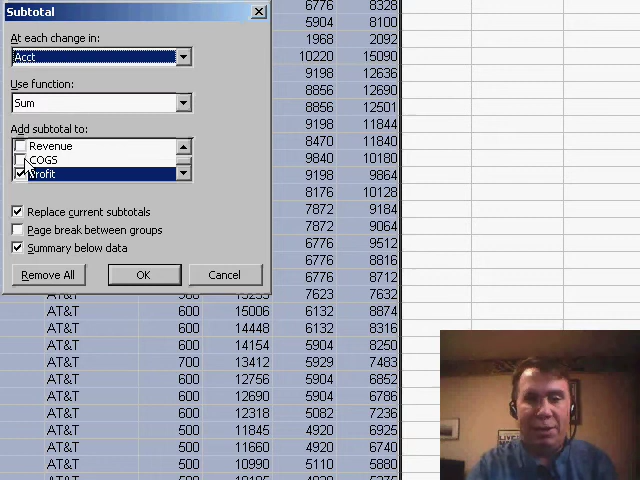 Subtotal
At each change in:
Acct
Use function:
Sum
Add subtotal to:
Revenue
COGS
Profit
Replace current subtotals
Page break between groups
Summary below data
Remove All OK Cancel
6776 8328
5904 8100
1968 2092
10220 15090
9198 12636
8856 12690
8856 12501
9198 11844
8470 11840
9840 10180
9198 9864
8176 10128
7872 9184
7872 9064
6776 9512
6776 8816
6776 8712
AT&T 7623 7632
AT&T 600 15006 6132 8874
AT&T 600 14448 6132 8316
AT&T 600 14154 5904 8250
AT&T 700 13412 5929 7483
AT&T 600 12756 5904 6852
AT&T 600 12690 5904 6786
AT&T 600 12318 5082 7236
AT&T 500 11845 4920 6925
AT&T 500 11660 4920 6740
AT&T 500 10990 5110 5880
AT&T